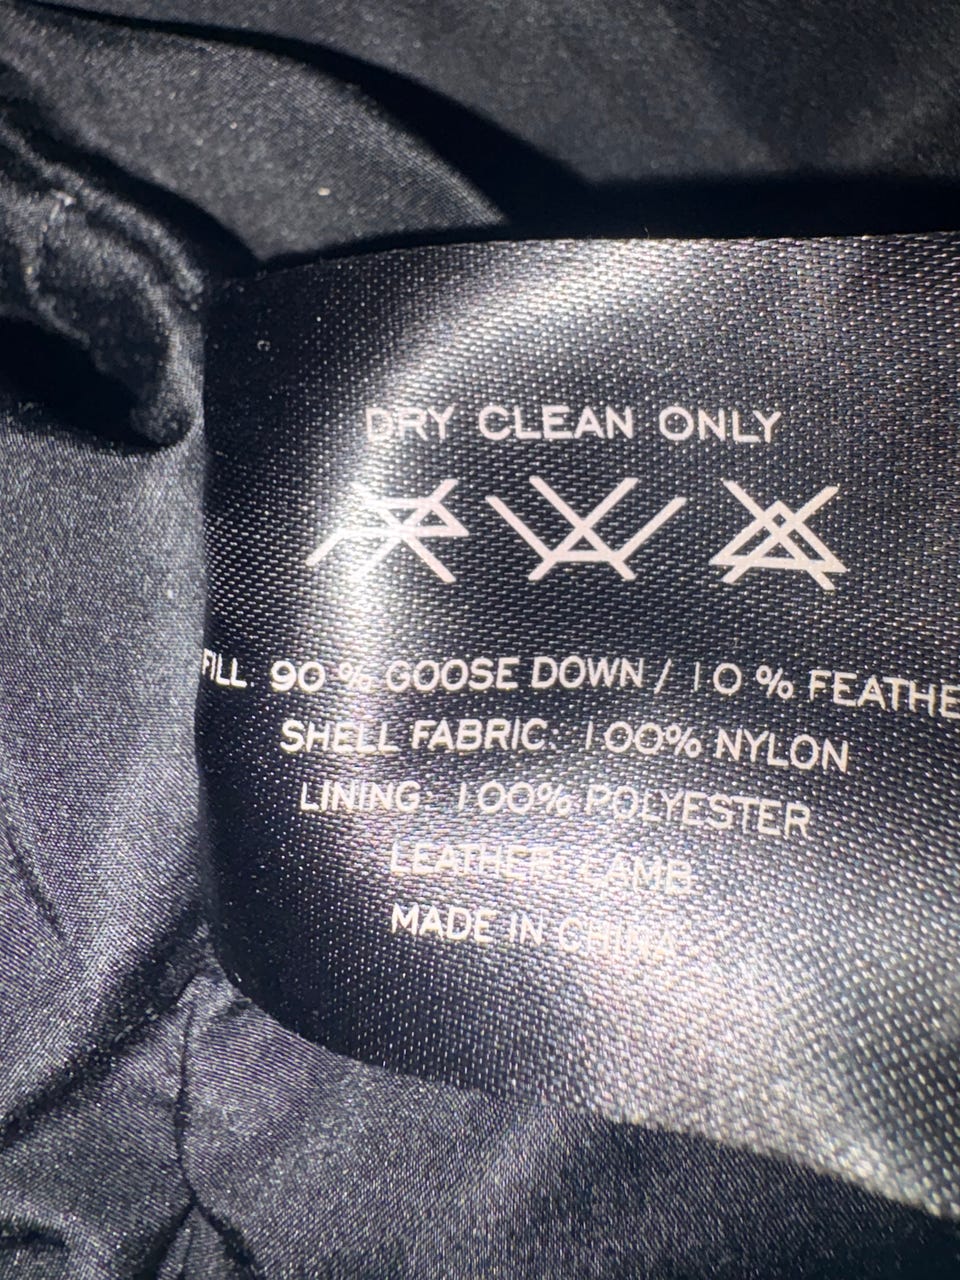 DRY CLEAN ONLY
FILL 90 % GOOSE DOWN / 10 % FEATHE
SHELL FABRIC: 100% NYLON
LINING: 100% POLYESTER
LEATHER: LAMB
MADE IN CHINA